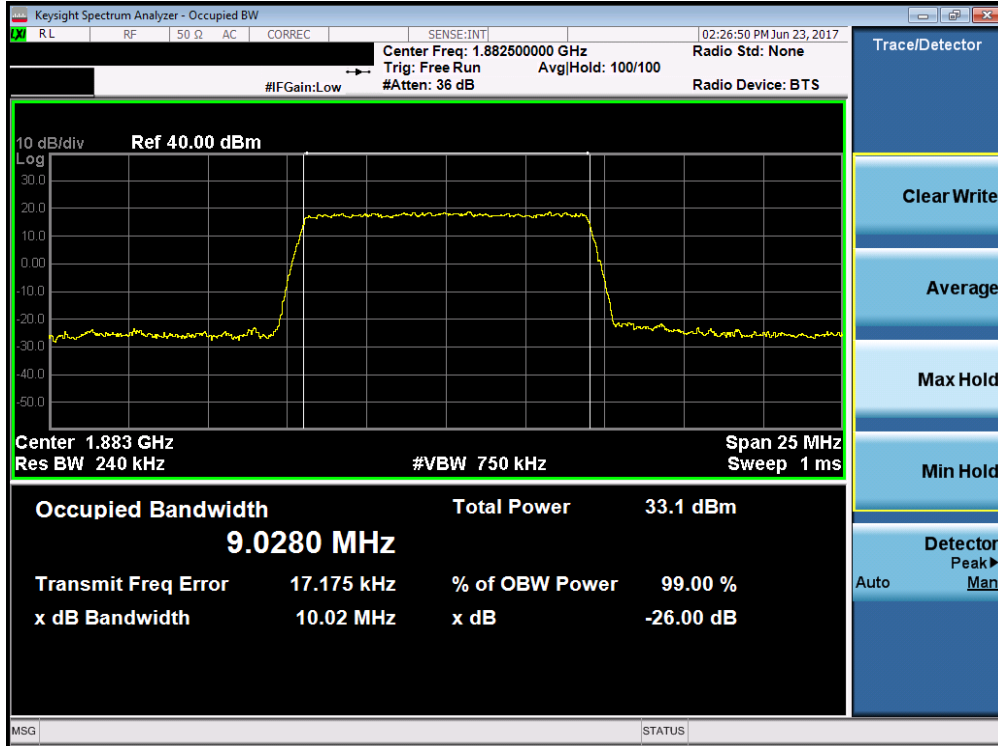 Keysight Spectrum Analyzer - Occupied BW
LXI RL RF 50 Ω AC CORREC SENSE:INT 02:26:50 PM Jun 23, 2017
Center Freq: 1.882500000 GHz Radio Std: None
Trig: Free Run Avg|Hold: 100/100
#IFGain:Low #Atten: 36 dB Radio Device: BTS
10 dB/div Ref 40.00 dBm
Log
30.0
20.0
10.0
0.00
-10.0
-20.0
-30.0
-40.0
-50.0
Center 1.883 GHz Span 25 MHz
Res BW 240 kHz #VBW 750 kHz Sweep 1 ms
Occupied Bandwidth Total Power 33.1 dBm
9.0280 MHz
Transmit Freq Error 17.175 kHz % of OBW Power 99.00 %
x dB Bandwidth 10.02 MHz x dB -26.00 dB
MSG STATUS
Trace/Detector
Clear Write
Average
Max Hold
Min Hold
Detector
Peak▶
Auto Man